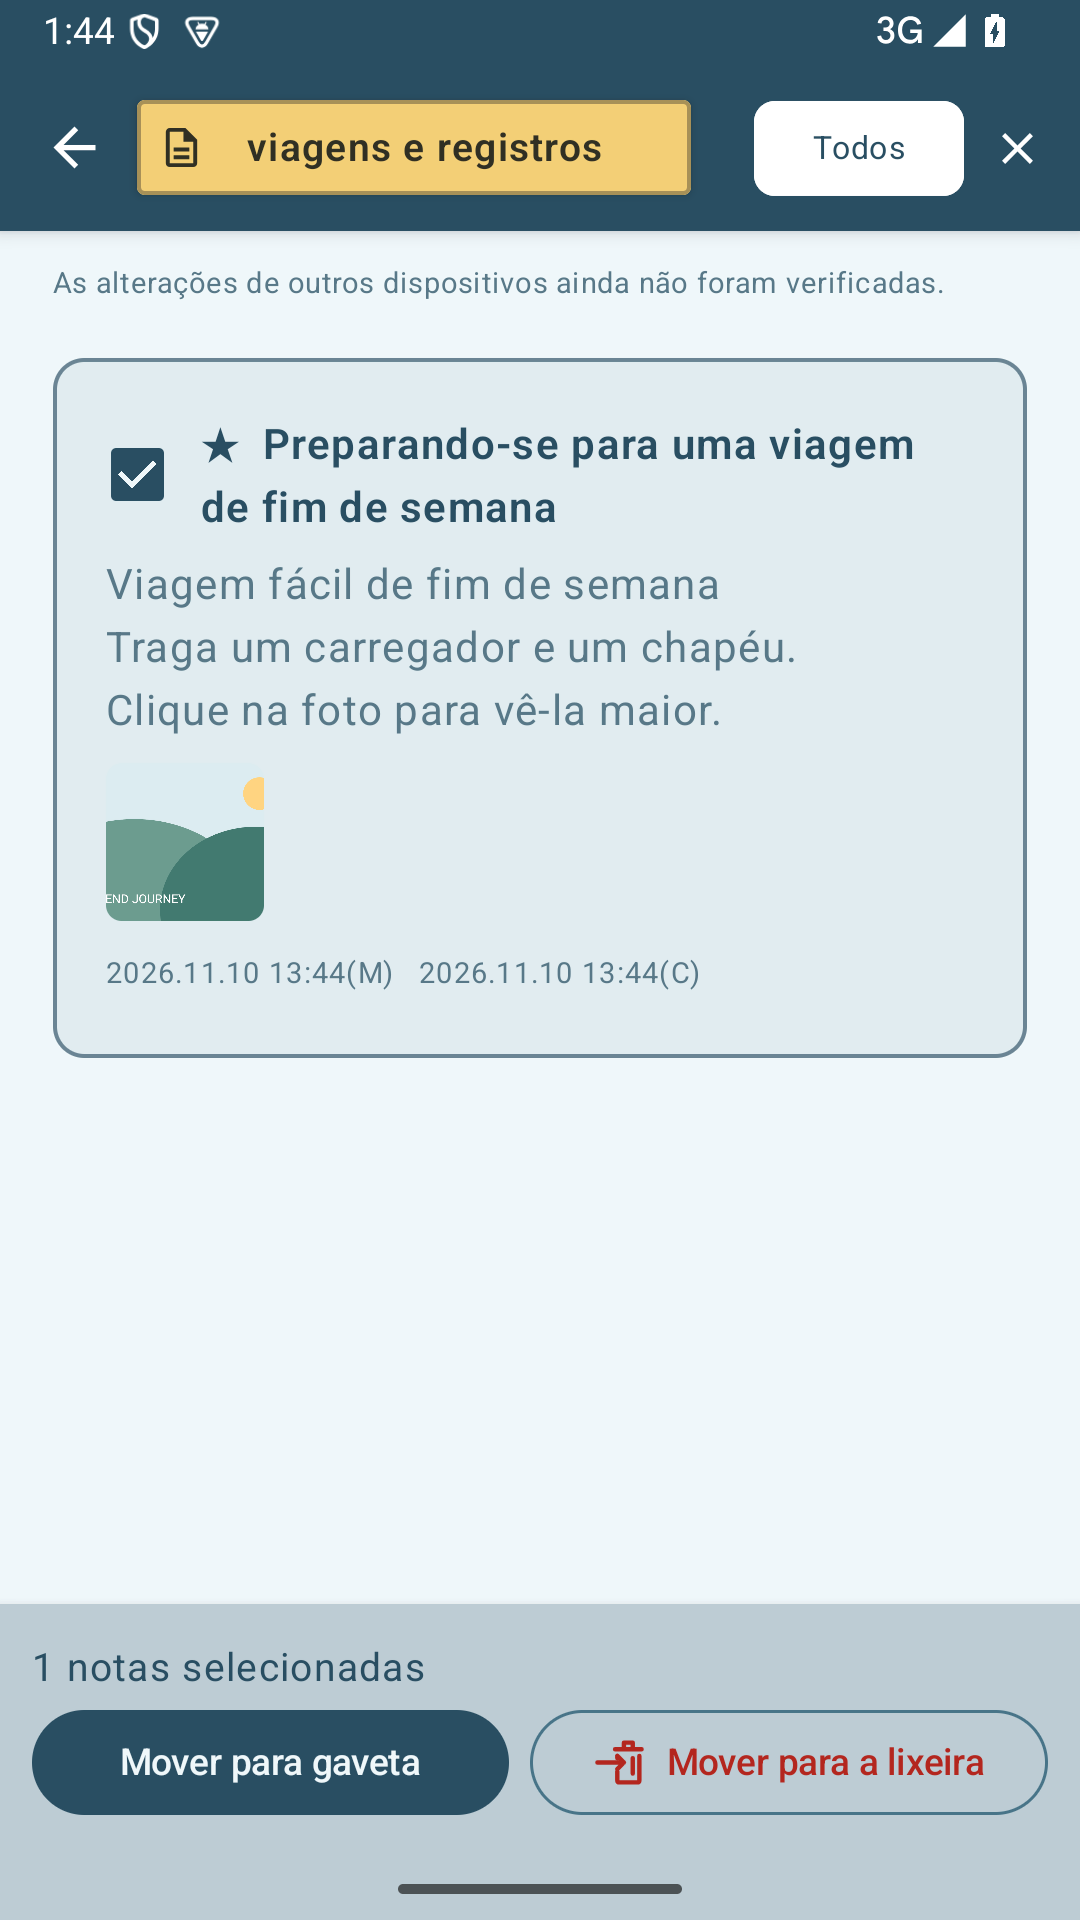 1:44
3G
viagens e registros
Todos
As alterações de outros dispositivos ainda não foram verificadas.
★ Preparando-se para uma viagem
de fim de semana
Viagem fácil de fim de semana
Traga um carregador e um chapéu.
Clique na foto para vê-la maior.
END JOURNEY
2026.11.10 13:44(M) 2026.11.10 13:44(C)
1 notas selecionadas
Mover para gaveta
Mover para a lixeira